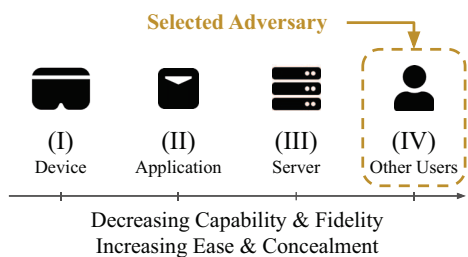 Selected Adversary
(I) (II) (III) (IV)
Device Application Server Other Users
Decreasing Capability & Fidelity
Increasing Ease & Concealment